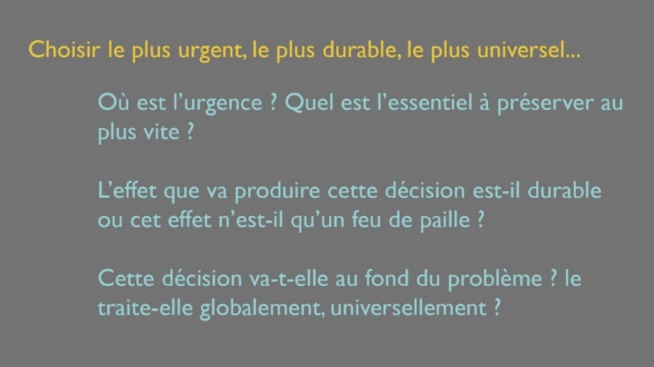 Choisir le plus urgent, le plus durable, le plus universel...
Où est l'urgence ? Quel est l'essentiel à préserver au
plus vite ?
L'effet que va produire cette décision est-il durable
ou cet effet n'est-il qu'un feu de paille ?
Cette décision va-t-elle au fond du problème ? le
traite-elle globalement, universellement ?